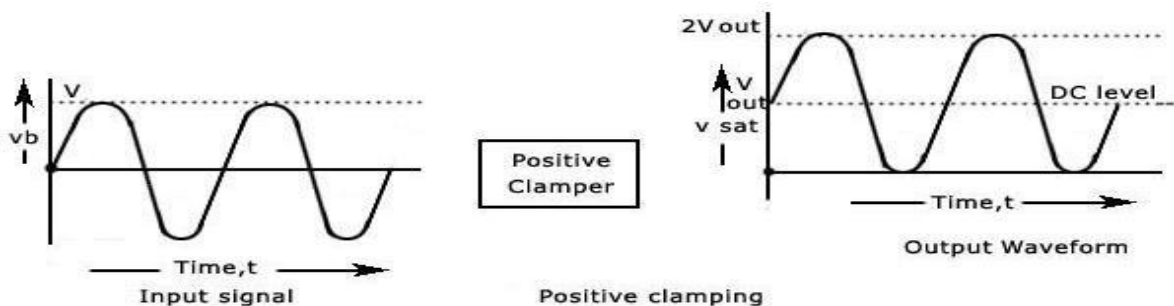 V
vb
Time,t
Input signal
Positive
Clamper
Positive clamping
2V out
V
out
v sat
DC level
Time,t
Output Waveform